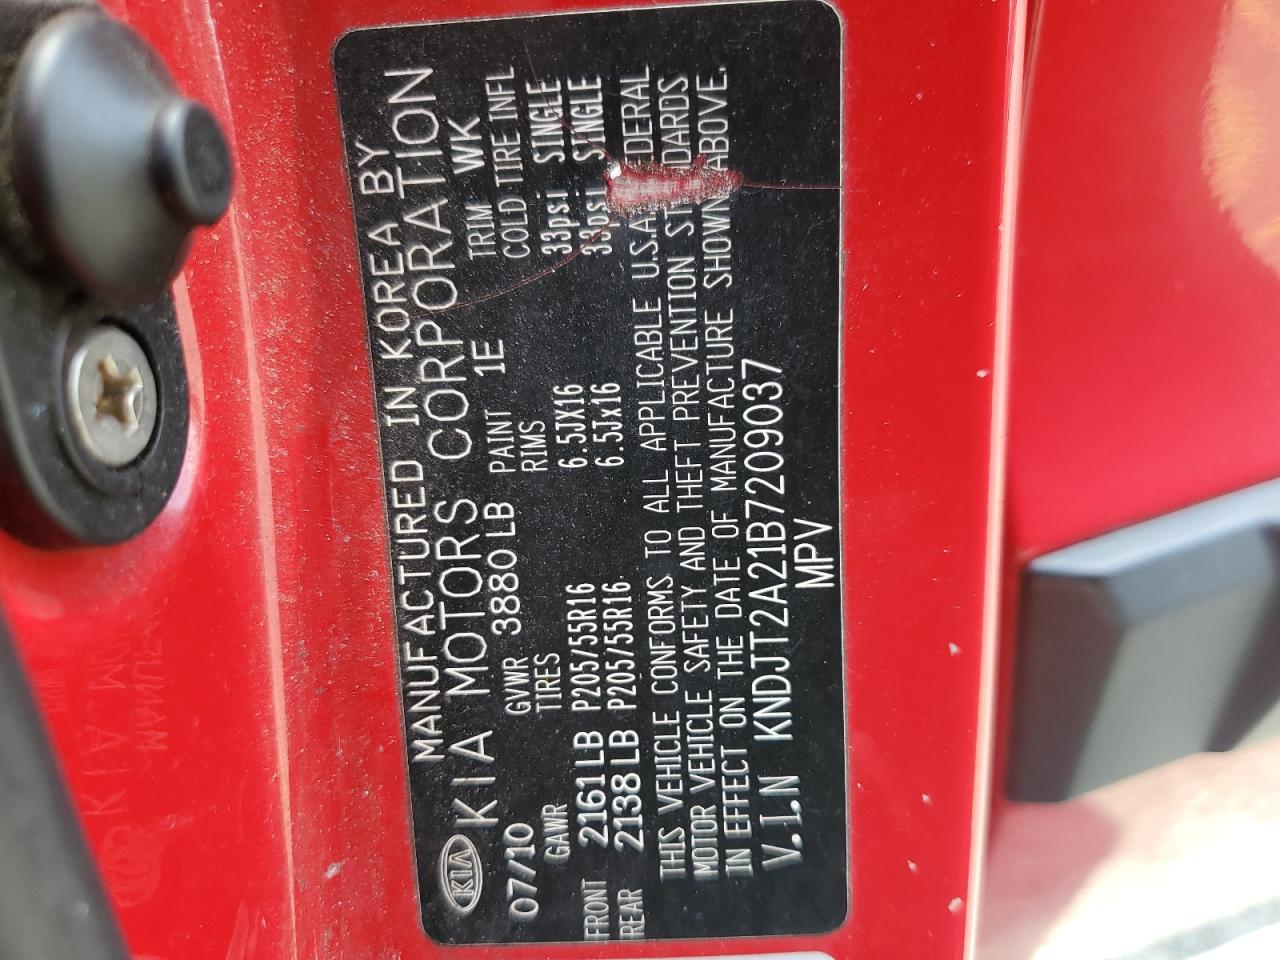 MANUFACTURED IN KOREA BY
KIA KIA MOTORS CORPORATION
07/10 GVWR 3880 LB PAINT 1E TRIM WK
GAWR TIRES RIMS COLD TIRE INFL
FRONT 2161 LB P205/55R16 6.5JX16 33psi SINGLE
REAR 2138 LB P205/55R16 6.5Jx16 33psi SINGLE
THIS VEHICLE CONFORMS TO ALL APPLICABLE U.S.A. FEDERAL
MOTOR VEHICLE SAFETY AND THEFT PREVENTION STANDARDS
IN EFFECT ON THE DATE OF MANUFACTURE SHOWN ABOVE.
V.I.N KNDJT2A21B7209037
MPV